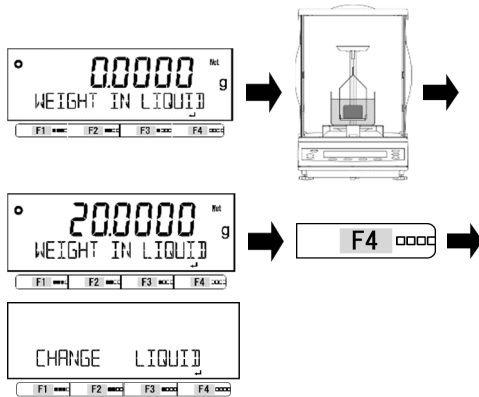 0.0000 Net g
WEIGHT IN LIQUID
F1 F2 F3 F4
20.0000 Net g
WEIGHT IN LIQUID
F1 F2 F3 F4
F4
CHANGE LIQUID
F1 F2 F3 F4